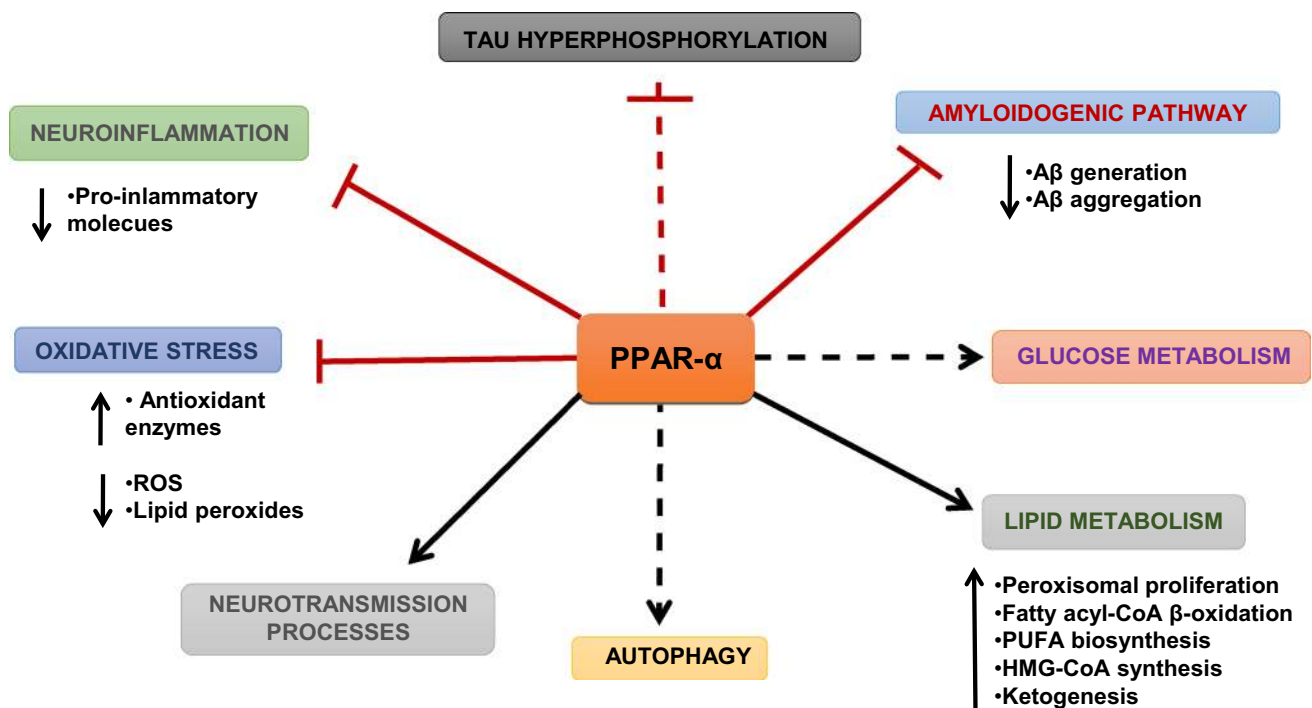 TAU HYPERPHOSPHORYLATION
NEUROINFLAMMATION
•Pro-inlammatory
molecues
AMYLOIDOGENIC PATHWAY
•Aβ generation
•Aβ aggregation
OXIDATIVE STRESS
• Antioxidant
enzymes
•ROS
•Lipid peroxides
PPAR-α
GLUCOSE METABOLISM
LIPID METABOLISM
•Peroxisomal proliferation
•Fatty acyl-CoA β-oxidation
•PUFA biosynthesis
•HMG-CoA synthesis
•Ketogenesis
NEUROTRANSMISSION
PROCESSES
AUTOPHAGY